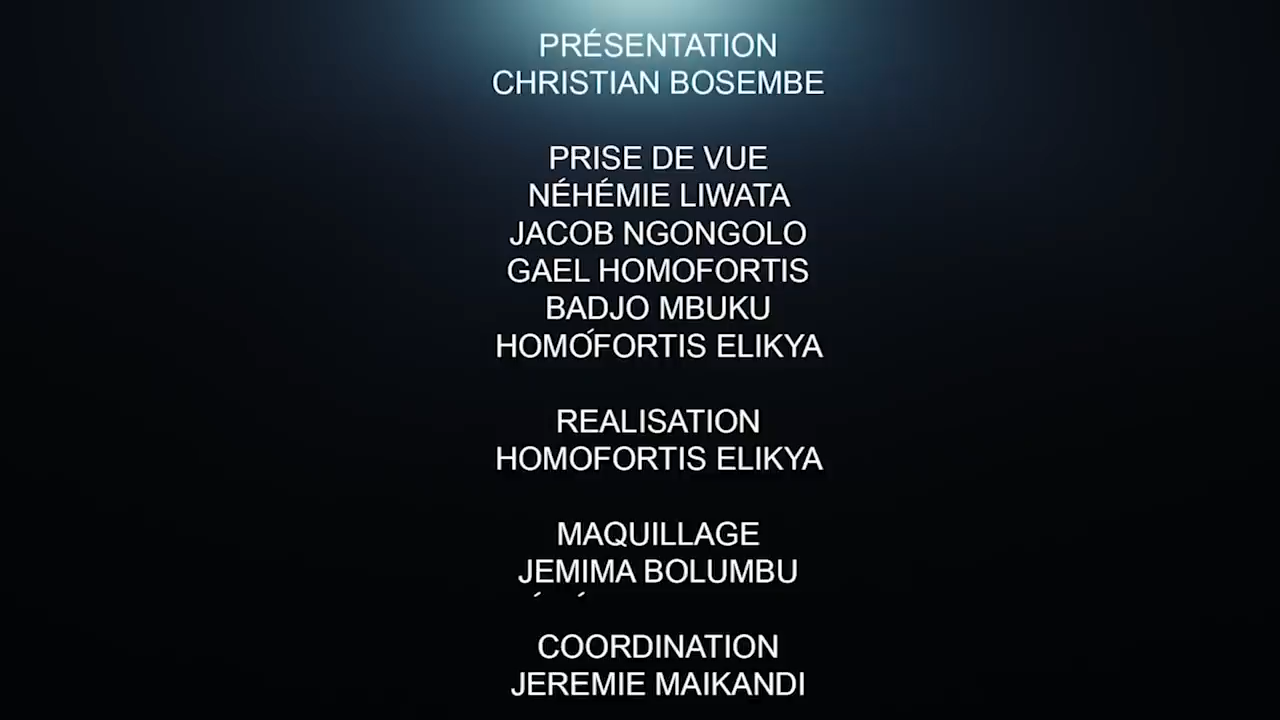 PRÉSENTATION
CHRISTIAN BOSEMBE
PRISE DE VUE
NÉHÉMIE LIWATA
JACOB NGONGOLO
GAEL HOMOFORTIS
BADJO MBUKU
HOMOFORTIS ELIKYA
REALISATION
HOMOFORTIS ELIKYA
MAQUILLAGE
JEMIMA BOLUMBU
COORDINATION
JEREMIE MAIKANDI